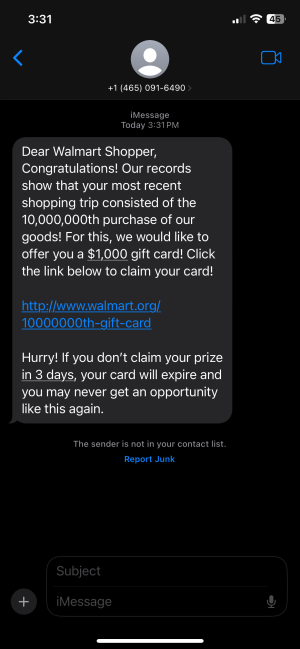 3:31
45
+1 (465) 091-6490
iMessage
Today 3:31 PM
Dear Walmart Shopper,
Congratulations! Our records
show that your most recent
shopping trip consisted of the
10,000,000th purchase of our
goods! For this, we would like to
offer you a $1,000 gift card! Click
the link below to claim your card!
http://www.walmart.org/
10000000th-gift-card
Hurry! If you don’t claim your prize
in 3 days, your card will expire and
you may never get an opportunity
like this again.
The sender is not in your contact list.
Report Junk
Subject
iMessage